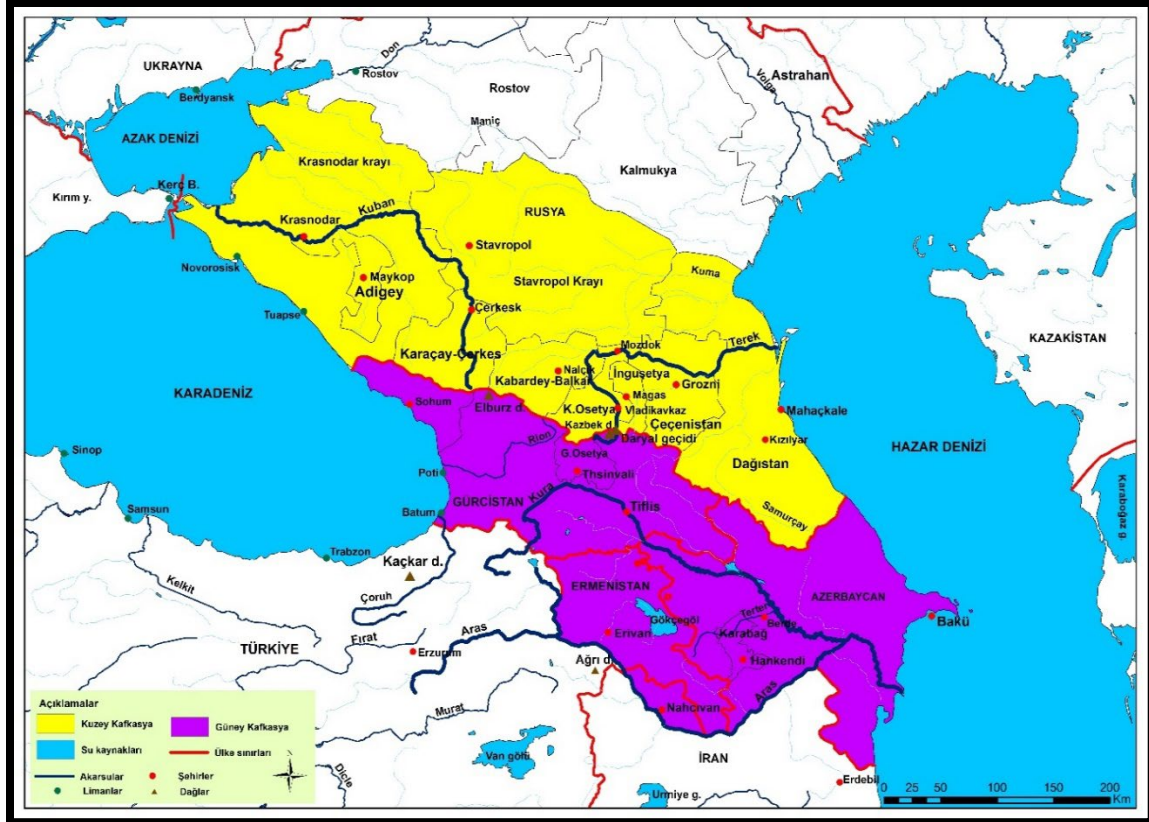 UKRAYNA
Don
Rostov
Rostov
Volga
Astrahan
Berdyansk
AZAK DENİZİ
Maniç
Krasnodar krayı
Kalmukya
Kırım y.
Kerç B.
Kuban
RUSYA
Krasnodar
Stavropol
Novorosisk
Maykop
Adigey
Stavropol Krayı
Kuma
Tuapse
Çerkesk
KAZAKİSTAN
Mozdok
Terek
Karaçay-Çerkes
Nalçik
İnguşetya
Kabardey-Balkar
Grozni
KARADENİZ
Magas
Sohum
Elburz d.
K.Osetya
Vladikavkaz
Mahaçkale
Kazbek d.
Çeçenistan
Daryal geçidi
Kızılyar
HAZAR DENİZİ
Rion
G.Osetya
Dağıstan
Sinop
Poti
Thsinvali
Karaboğaz g.
GÜRCİSTAN
Kura
Samurçay
Samsun
Batum
Tiflis
Trabzon
Kaçkar d.
Kelkit
Çoruh
ERMENİSTAN
AZERBAYCAN
Gökçegöl
Terter
Berde
Bakü
Fırat
Aras
Erivan
Karabağ
TÜRKİYE
Erzurum
Ağrı d.
Hankendi
Aras
Murat
Nahcivan
Açıklamalar
Kuzey Kafkasya
Güney Kafkasya
Su kaynakları
Ülke sınırları
Akarsular
Şehirler
Limanlar
Dağlar
Dicle
Van gölü
İRAN
Urmiye g.
Erdebil
0 25 50 100 150 200
Km